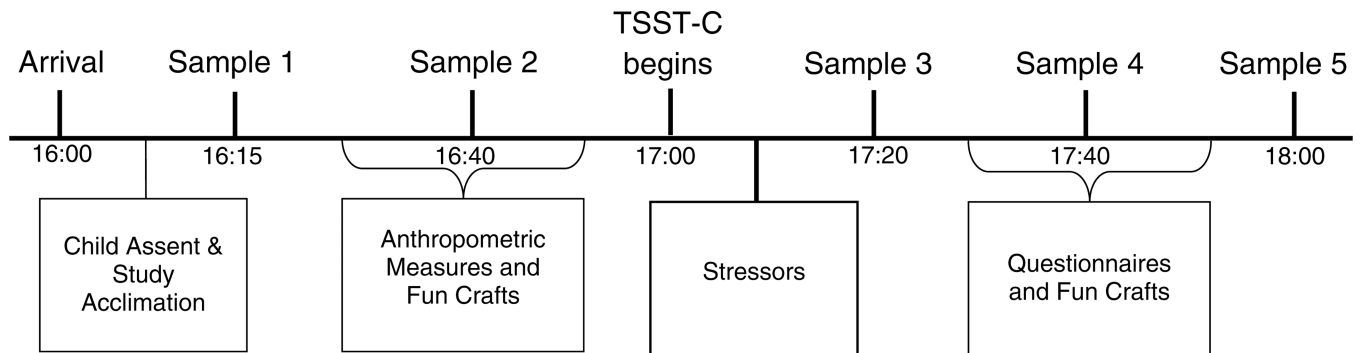 TSST-C
Arrival Sample 1 Sample 2 begins Sample 3 Sample 4 Sample 5
16:00 16:15 16:40 17:00 17:20 17:40 18:00
Child Assent &
Study
Acclimation
Anthropometric
Measures and
Fun Crafts
Stressors
Questionnaires
and Fun Crafts